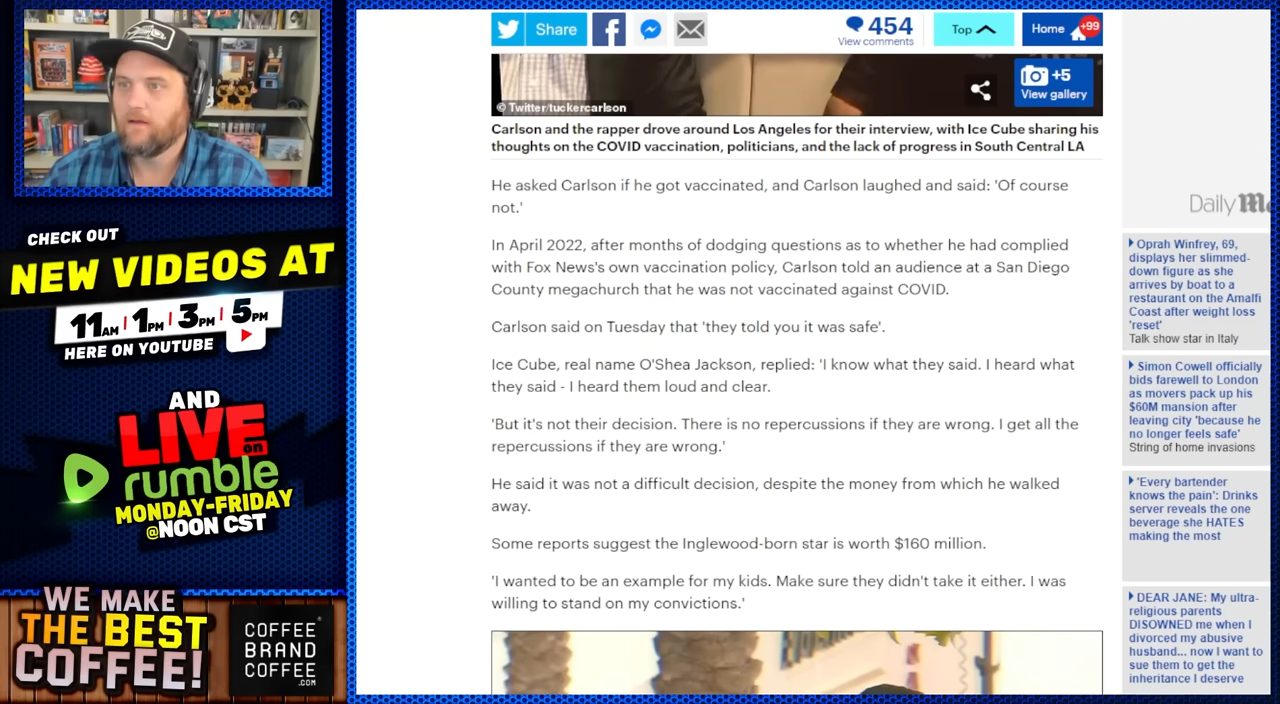 CHECK OUT
NEW VIDEOS AT
11AM | 1PM | 3PM | 5PM
HERE ON YOUTUBE
AND
LIVE
on
rumble
MONDAY-FRIDAY
@NOON CST
WE MAKE
THE BEST
COFFEE!
COFFEE
BRAND
COFFEE
.COM
Share
454
View comments
Top
Home
+99
+5
View gallery
© Twitter/tuckercarlson
Carlson and the rapper drove around Los Angeles for their interview, with Ice Cube sharing his
thoughts on the COVID vaccination, politicians, and the lack of progress in South Central LA
He asked Carlson if he got vaccinated, and Carlson laughed and said: 'Of course
not.'
In April 2022, after months of dodging questions as to whether he had complied
with Fox News's own vaccination policy, Carlson told an audience at a San Diego
County megachurch that he was not vaccinated against COVID.
Carlson said on Tuesday that 'they told you it was safe'.
Ice Cube, real name O'Shea Jackson, replied: 'I know what they said. I heard what
they said - I heard them loud and clear.
'But it's not their decision. There is no repercussions if they are wrong. I get all the
repercussions if they are wrong.'
He said it was not a difficult decision, despite the money from which he walked
away.
Some reports suggest the Inglewood-born star is worth $160 million.
'I wanted to be an example for my kids. Make sure they didn't take it either. I was
willing to stand on my convictions.'
Daily Ma
Oprah Winfrey, 69,
displays her slimmed-
down figure as she
arrives by boat to a
restaurant on the Amalfi
Coast after weight loss
'reset'
Talk show star in Italy
Simon Cowell officially
bids farewell to London
as movers pack up his
$60M mansion after
leaving city 'because he
no longer feels safe'
String of home invasions
'Every bartender
knows the pain': Drinks
server reveals the one
beverage she HATES
making the most
DEAR JANE: My ultra-
religious parents
DISOWNED me when I
divorced my abusive
husband... now I want to
sue them to get the
inheritance I deserve